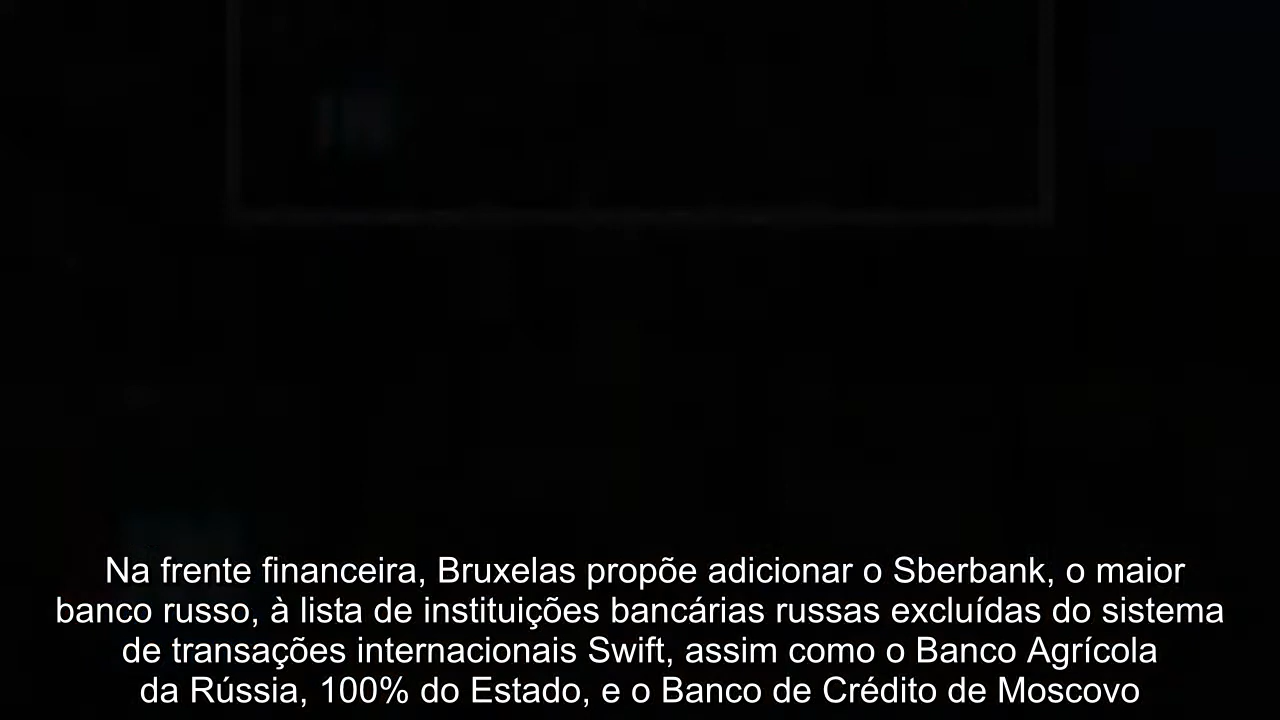 Na frente financeira, Bruxelas propõe adicionar o Sberbank, o maior
banco russo, à lista de instituições bancárias russas excluídas do sistema
de transações internacionais Swift, assim como o Banco Agrícola
da Rússia, 100% do Estado, e o Banco de Crédito de Moscovo